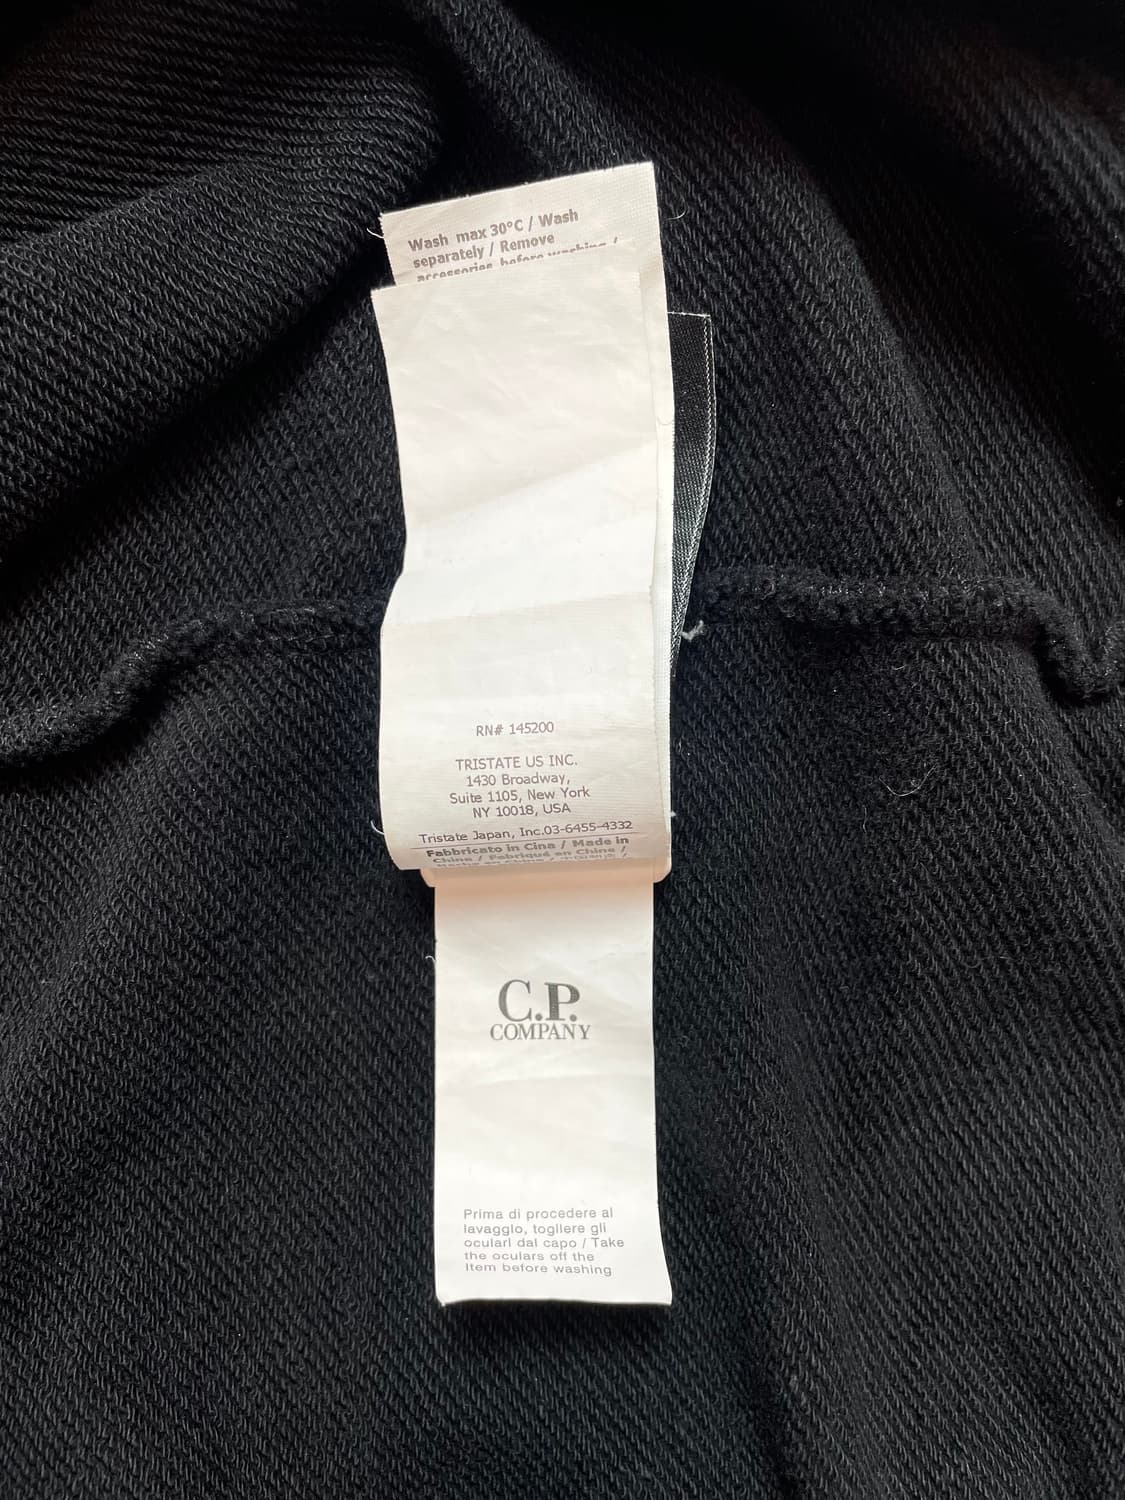 Wash max 30°C / Wash
separately / Remove
accessories before washing /
RN# 145200
TRISTATE US INC.
1430 Broadway,
Suite 1105, New York
NY 10018, USA
Tristate Japan, Inc.03-6455-4332
Fabbricato in Cina / Made in
China / Fabriqué en Chine /
C.P.
COMPANY
Prima di procedere al
lavaggio, togliere gli
oculari dal capo / Take
the oculars off the
item before washing